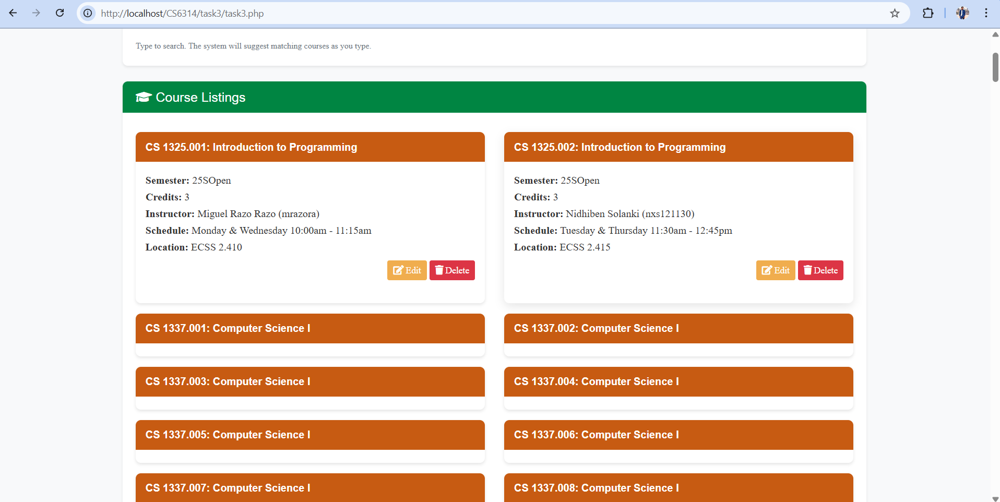 http://localhost/CS6314/task3/task3.php
Type to search. The system will suggest matching courses as you type.
Course Listings
CS 1325.001: Introduction to Programming
Semester: 25SOpen
Credits: 3
Instructor: Miguel Razo Razo (mrazora)
Schedule: Monday & Wednesday 10:00am - 11:15am
Location: ECSS 2.410
Edit Delete
CS 1325.002: Introduction to Programming
Semester: 25SOpen
Credits: 3
Instructor: Nidhiben Solanki (nxs121130)
Schedule: Tuesday & Thursday 11:30am - 12:45pm
Location: ECSS 2.415
Edit Delete
CS 1337.001: Computer Science I
CS 1337.002: Computer Science I
CS 1337.003: Computer Science I
CS 1337.004: Computer Science I
CS 1337.005: Computer Science I
CS 1337.006: Computer Science I
CS 1337.007: Computer Science I
CS 1337.008: Computer Science I